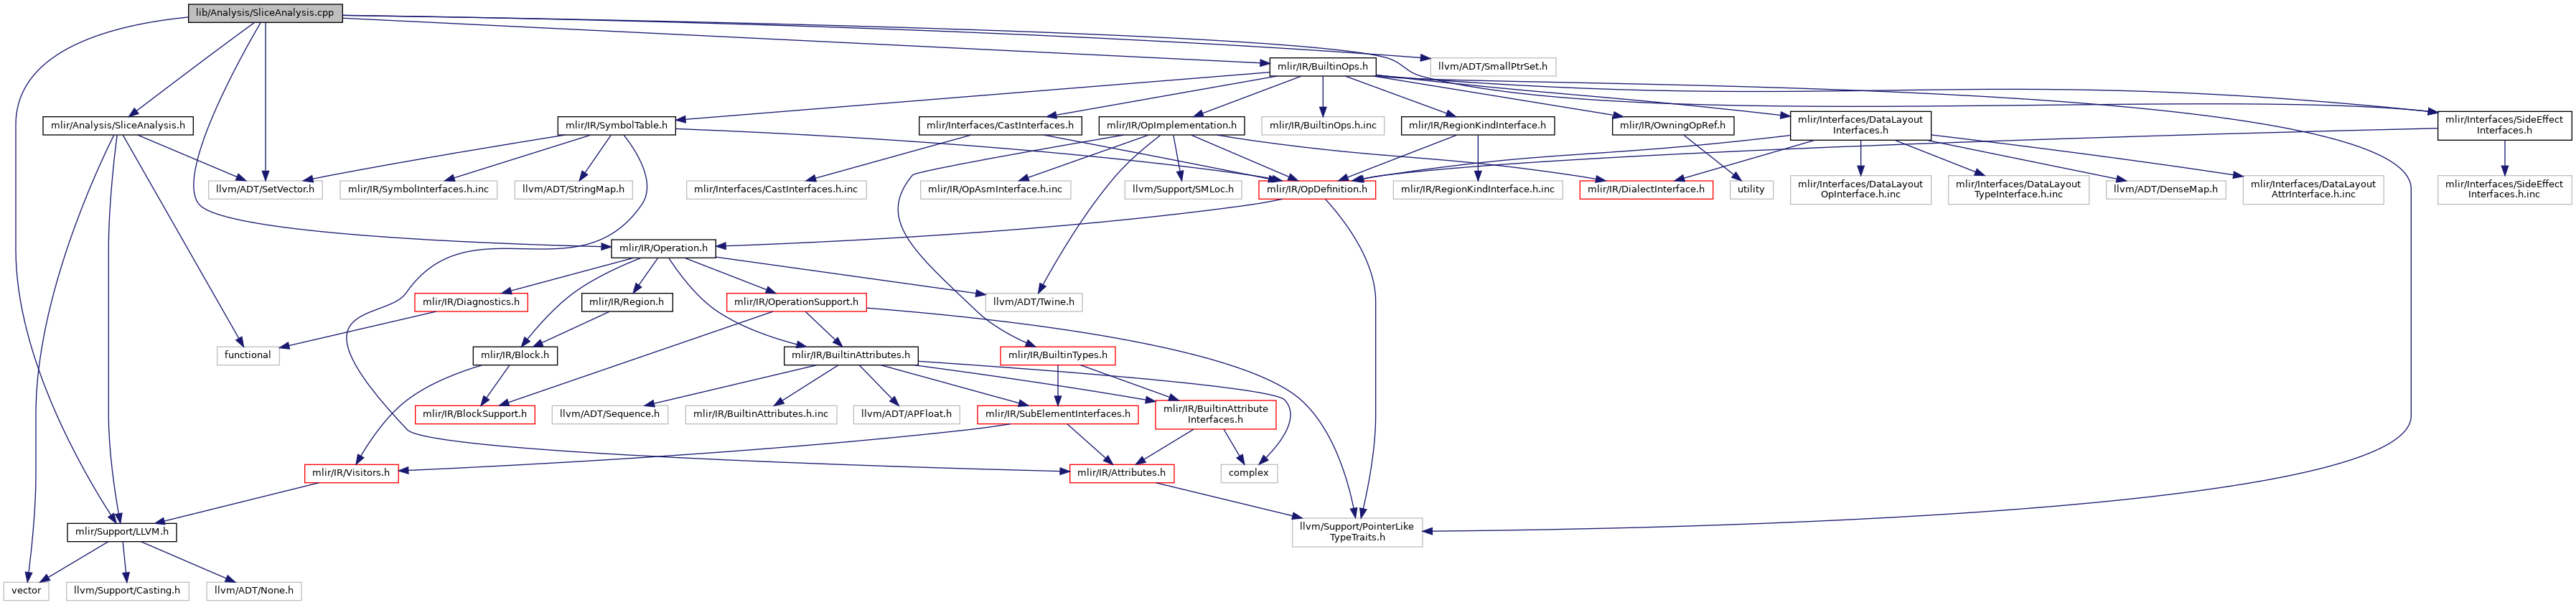 lib/Analysis/SliceAnalysis.cpp
mlir/IR/BuiltinOps.h
llvm/ADT/SmallPtrSet.h
mlir/Analysis/SliceAnalysis.h
mlir/IR/SymbolTable.h
mlir/Interfaces/CastInterfaces.h
mlir/IR/OpImplementation.h
mlir/IR/BuiltinOps.h.inc
mlir/IR/RegionKindInterface.h
mlir/IR/OwningOpRef.h
mlir/Interfaces/DataLayout
Interfaces.h
mlir/Interfaces/SideEffect
Interfaces.h
llvm/ADT/SetVector.h
mlir/IR/SymbolInterfaces.h.inc
llvm/ADT/StringMap.h
mlir/Interfaces/CastInterfaces.h.inc
mlir/IR/OpAsmInterface.h.inc
llvm/Support/SMLoc.h
mlir/IR/OpDefinition.h
mlir/IR/RegionKindInterface.h.inc
mlir/IR/DialectInterface.h
utility
mlir/Interfaces/DataLayout
OpInterface.h.inc
mlir/Interfaces/DataLayout
TypeInterface.h.inc
llvm/ADT/DenseMap.h
mlir/Interfaces/DataLayout
AttrInterface.h.inc
mlir/Interfaces/SideEffect
Interfaces.h.inc
mlir/IR/Operation.h
mlir/IR/Diagnostics.h
mlir/IR/Region.h
mlir/IR/OperationSupport.h
llvm/ADT/Twine.h
functional
mlir/IR/Block.h
mlir/IR/BuiltinAttributes.h
mlir/IR/BuiltinTypes.h
mlir/IR/BlockSupport.h
llvm/ADT/Sequence.h
mlir/IR/BuiltinAttributes.h.inc
llvm/ADT/APFloat.h
mlir/IR/SubElementInterfaces.h
mlir/IR/BuiltinAttribute
Interfaces.h
mlir/IR/Visitors.h
mlir/IR/Attributes.h
complex
mlir/Support/LLVM.h
llvm/Support/PointerLike
TypeTraits.h
vector
llvm/Support/Casting.h
llvm/ADT/None.h